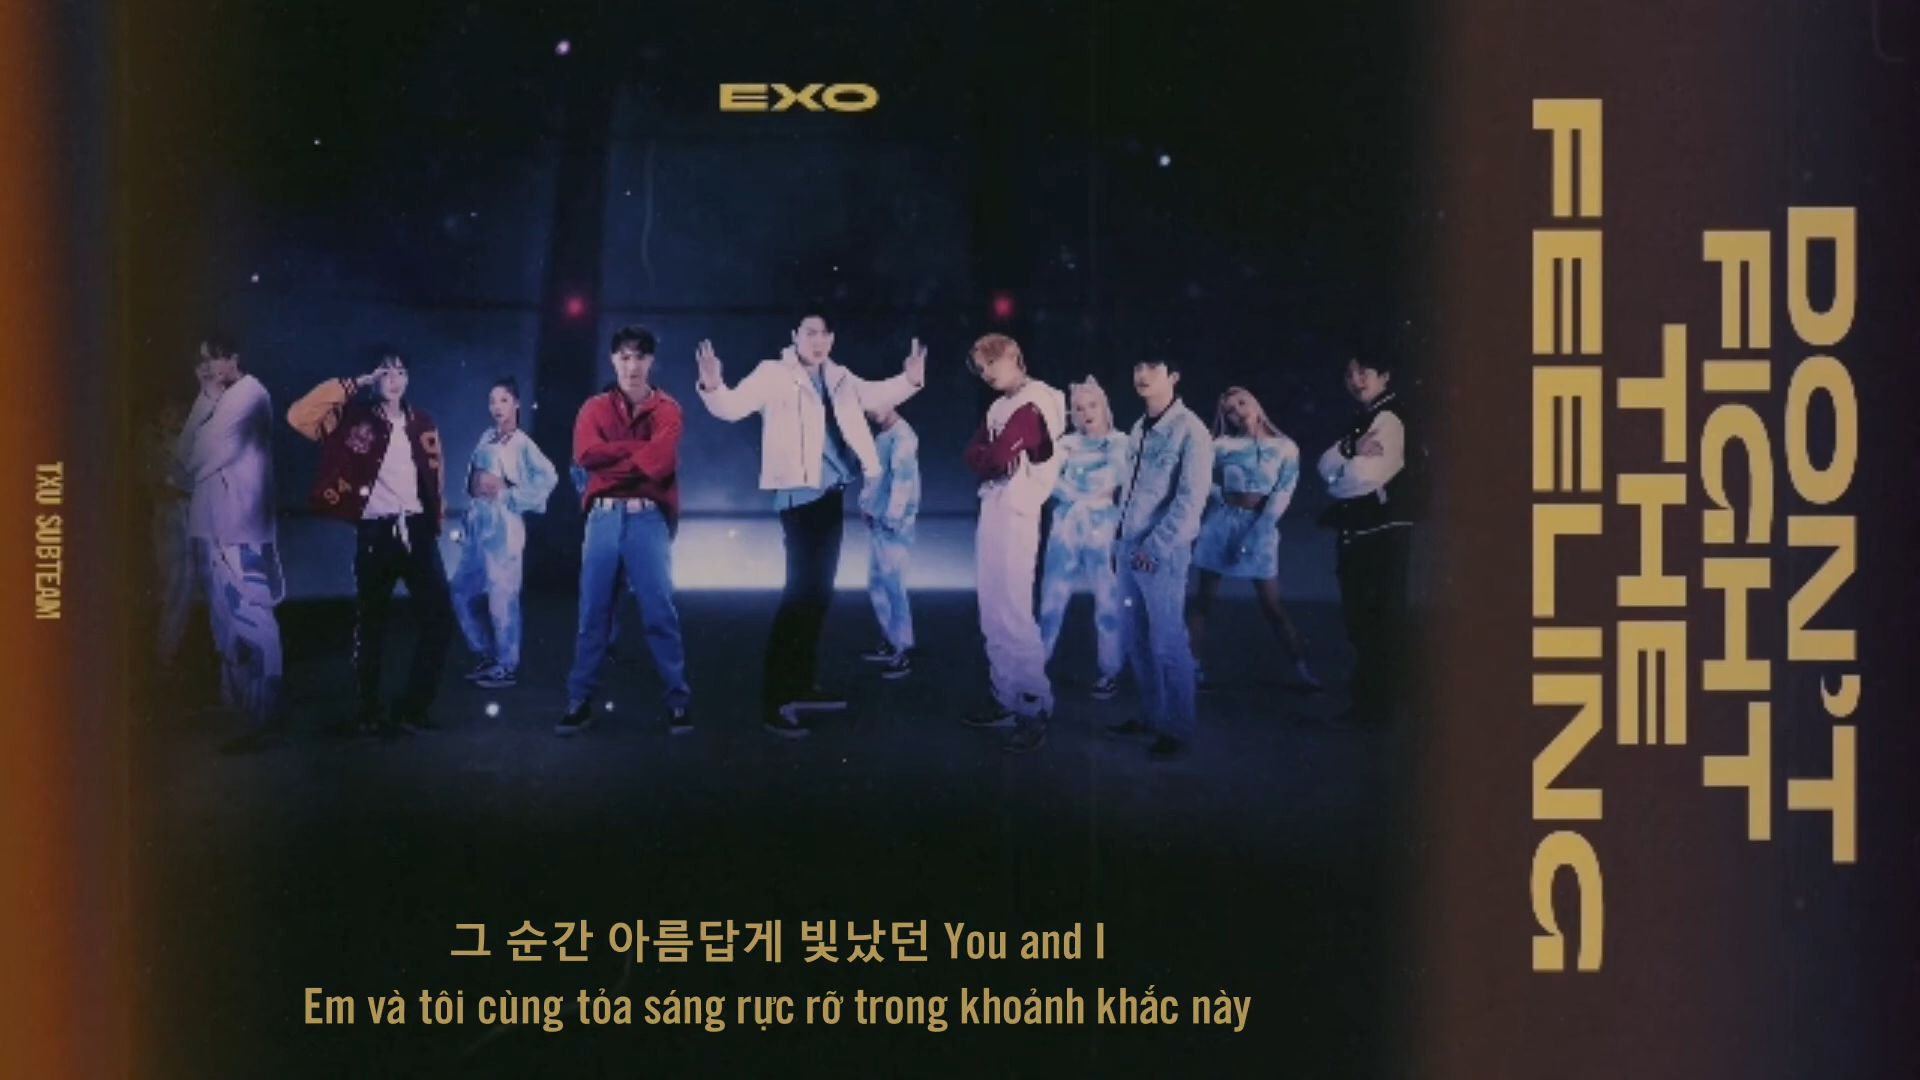 EXO
DON'T
FIGHT
THE
FEELING
TXU SUBTEAM
94
그 순간 아름답게 빛났던 You and I
Em và tôi cùng tỏa sáng rực rỡ trong khoảnh khắc này